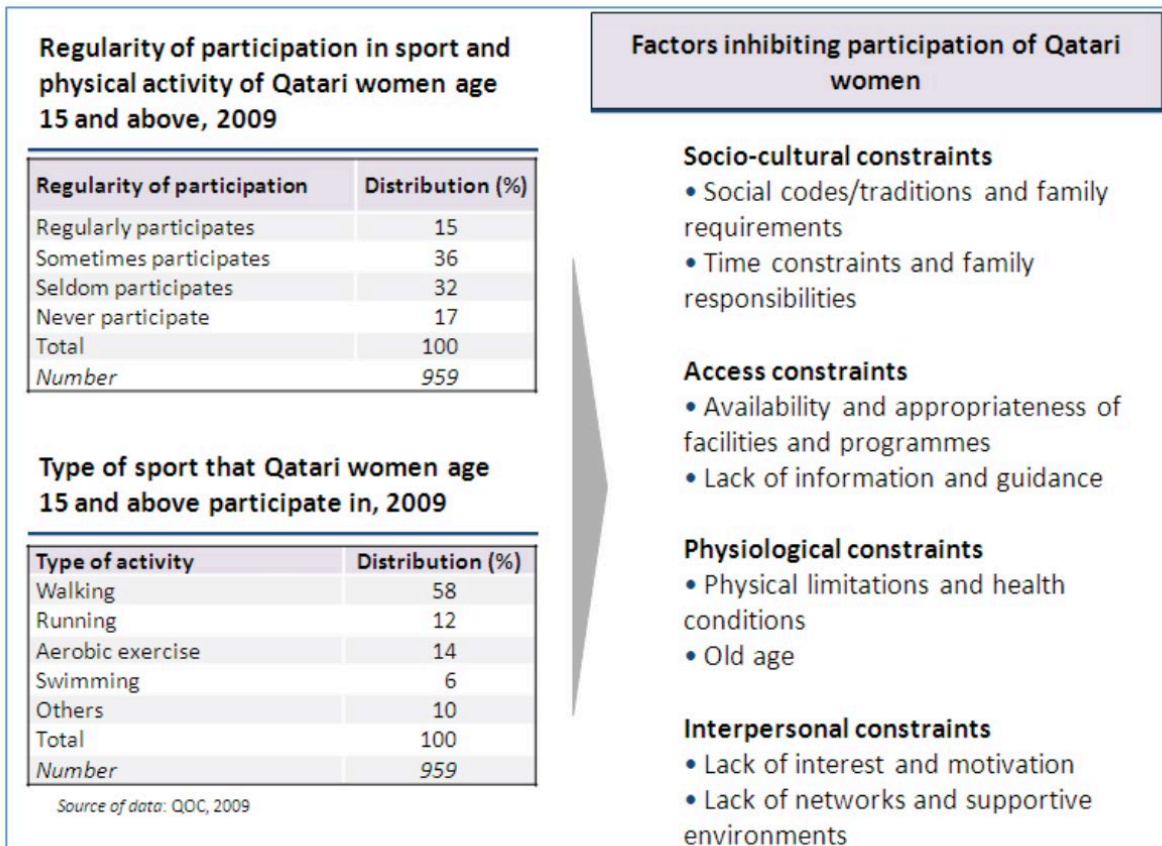 Regularity of participation in sport and
physical activity of Qatari women age
15 and above, 2009
Regularity of participation Distribution (%)
Regularly participates 15
Sometimes participates 36
Seldom participates 32
Never participate 17
Total 100
Number 959
Type of sport that Qatari women age
15 and above participate in, 2009
Type of activity Distribution (%)
Walking 58
Running 12
Aerobic exercise 14
Swimming 6
Others 10
Total 100
Number 959
Source of data: QOC, 2009
Factors inhibiting participation of Qatari
women
Socio-cultural constraints
• Social codes/traditions and family
requirements
• Time constraints and family
responsibilities
Access constraints
• Availability and appropriateness of
facilities and programmes
• Lack of information and guidance
Physiological constraints
• Physical limitations and health
conditions
• Old age
Interpersonal constraints
• Lack of interest and motivation
• Lack of networks and supportive
environments